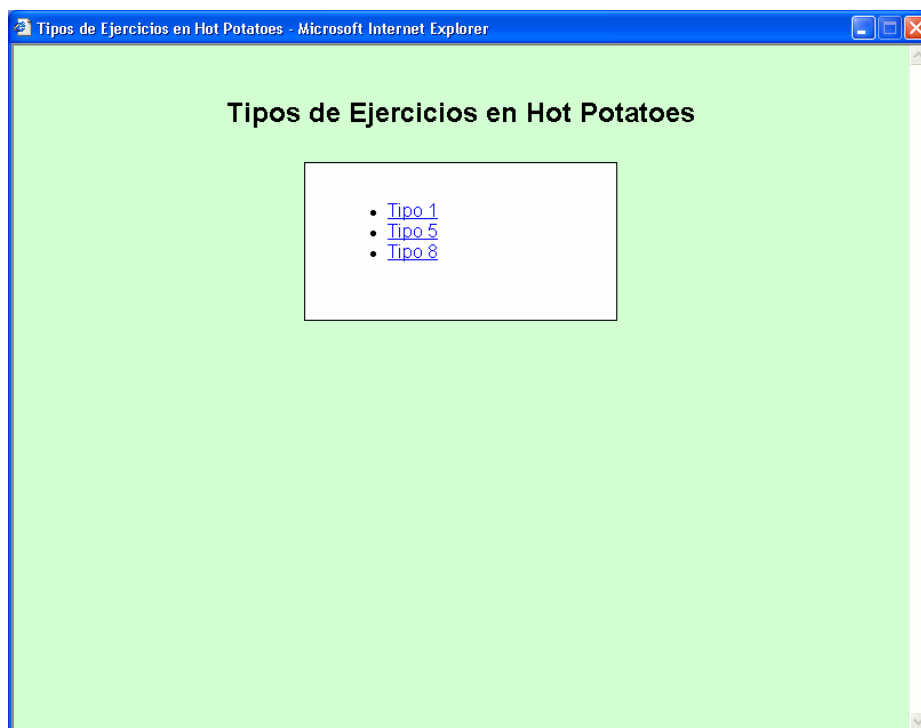 Tipos de Ejercicios en Hot Potatoes - Microsoft Internet Explorer
Tipos de Ejercicios en Hot Potatoes
Tipo 1
Tipo 5
Tipo 8